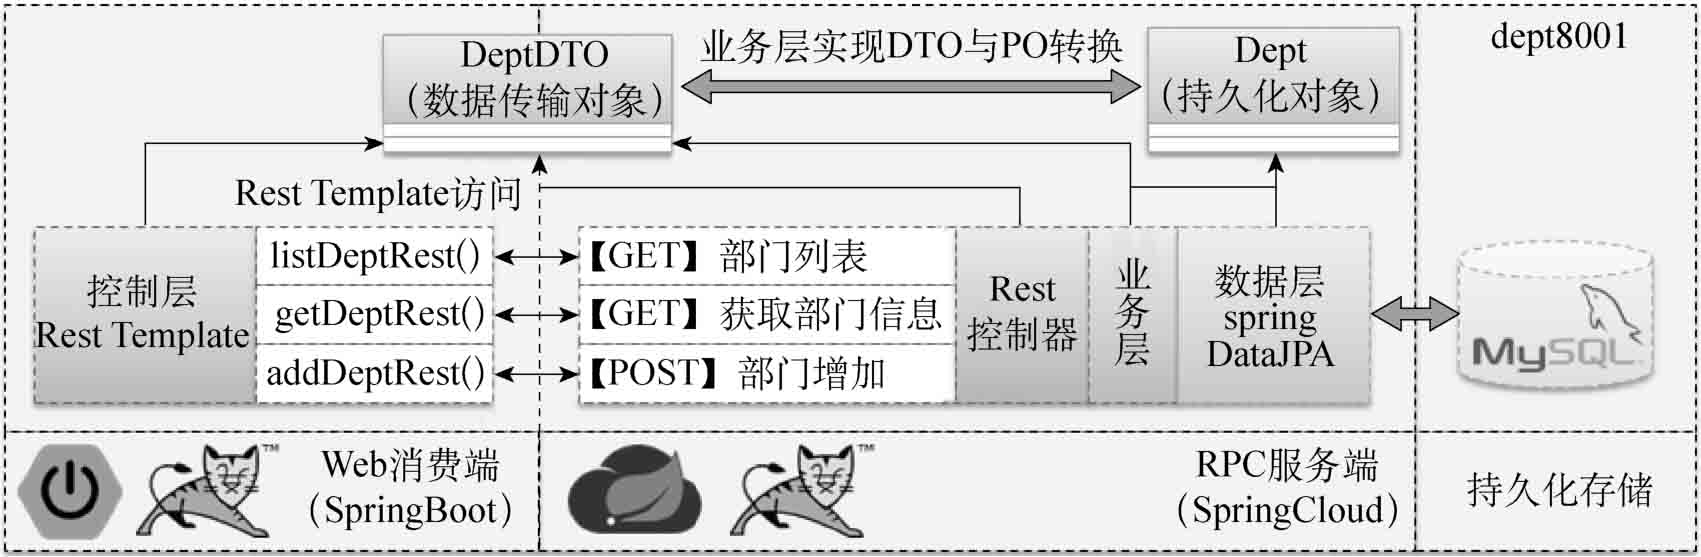 DeptDTO
（数据传输对象）
业务层实现DTO与PO转换
Dept
（持久化对象）
dept8001
Rest Template访问
控制层
Rest Template
listDeptRest()
getDeptRest()
addDeptRest()
【GET】部门列表
【GET】获取部门信息
【POST】部门增加
Rest
控制器
业
务
层
数据层
spring
DataJPA
MySQL
TM
Web消费端
（SpringBoot）
TM
RPC服务端
（SpringCloud）
持久化存储